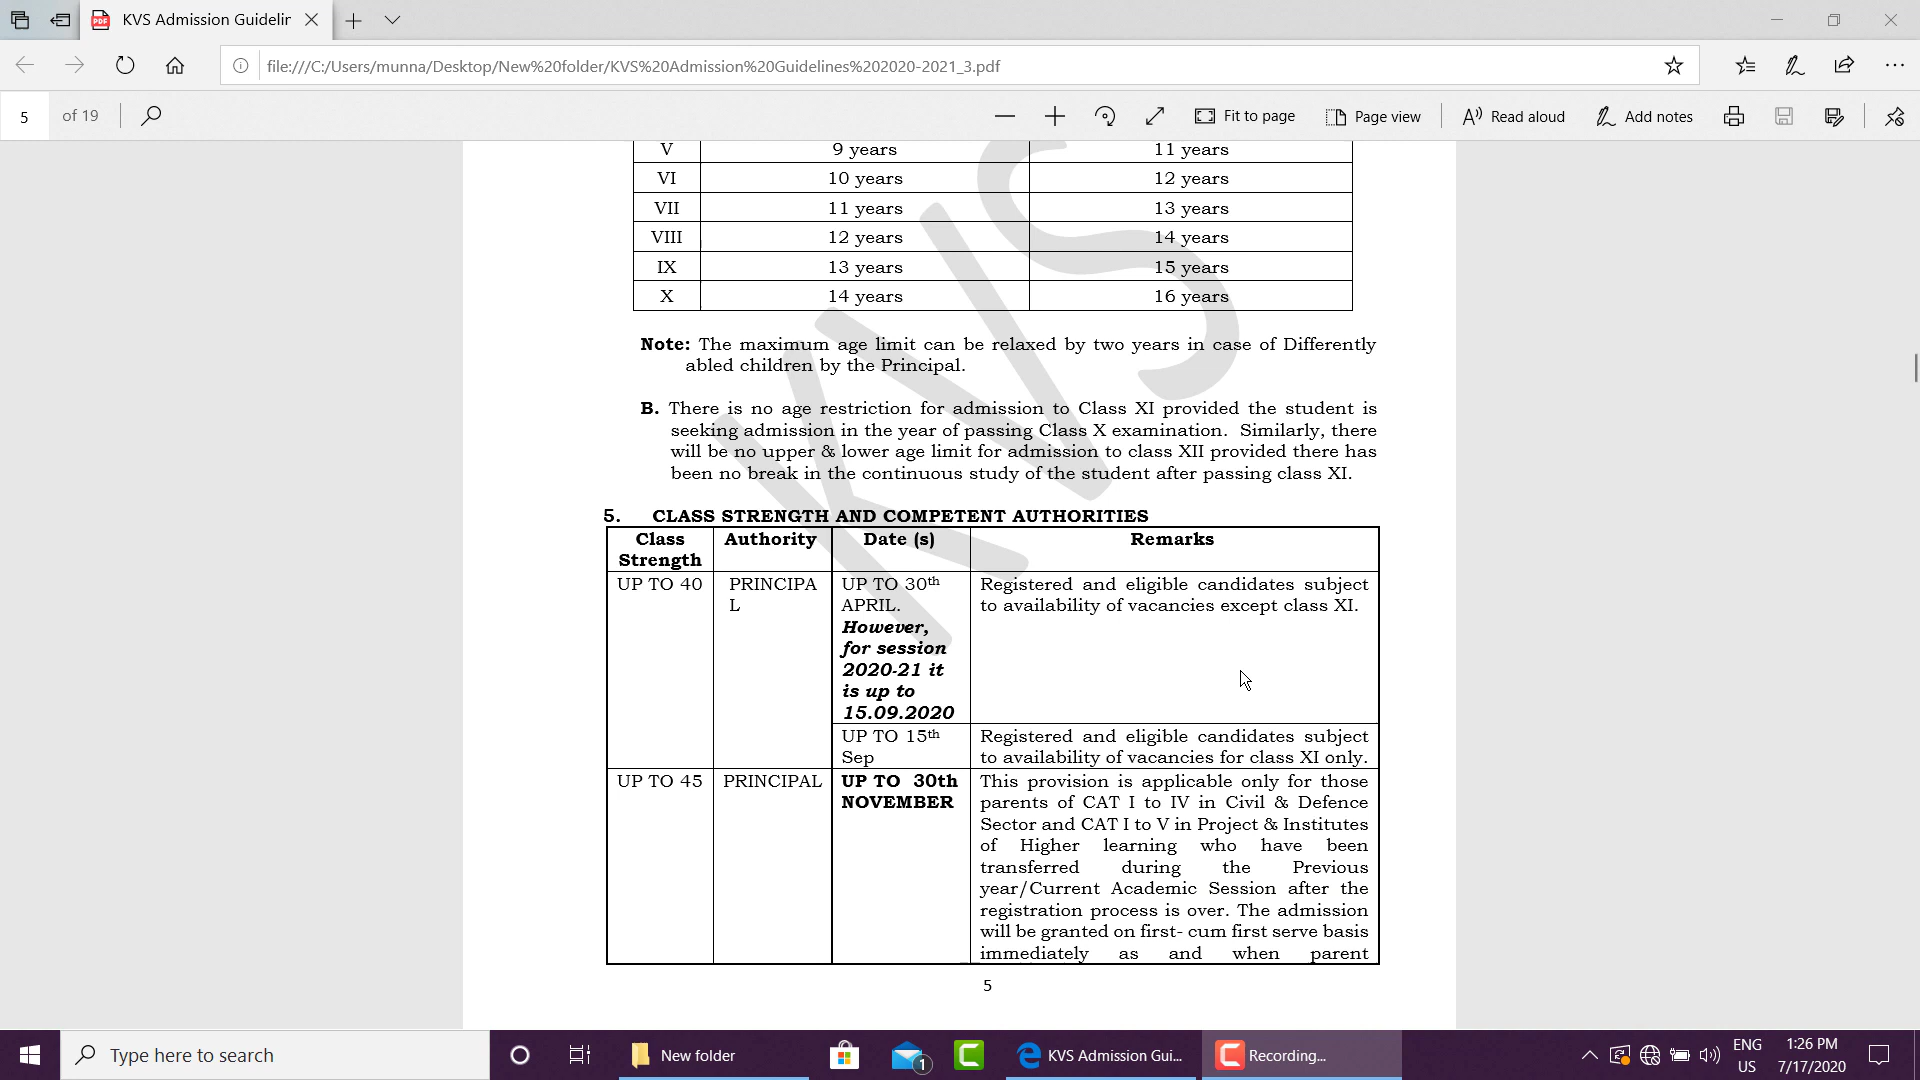 KVS Admission Guidelin
file:///C:/Users/munna/Desktop/New%20folder/KVS%20Admission%20Guidelines%202020-2021_3.pdf
5 of 19 Fit to page Page view Read aloud Add notes
V 9 years 11 years
VI 10 years 12 years
VII 11 years 13 years
VIII 12 years 14 years
IX 13 years 15 years
X 14 years 16 years
KVS
Note: The maximum age limit can be relaxed by two years in case of Differently
abled children by the Principal.
B. There is no age restriction for admission to Class XI provided the student is
seeking admission in the year of passing Class X examination. Similarly, there
will be no upper & lower age limit for admission to class XII provided there has
been no break in the continuous study of the student after passing class XI.
5. CLASS STRENGTH AND COMPETENT AUTHORITIES
Class
Strength
Authority
Date (s)
Remarks
UP TO 40
PRINCIPA
L
UP TO 30th
APRIL.
However,
for session
2020-21 it
is up to
15.09.2020
Registered and eligible candidates subject
to availability of vacancies except class XI.
UP TO 15th
Sep
Registered and eligible candidates subject
to availability of vacancies for class XI only.
UP TO 45
PRINCIPAL
UP TO 30th
NOVEMBER
This provision is applicable only for those
parents of CAT I to IV in Civil & Defence
Sector and CAT I to V in Project & Institutes
of Higher learning who have been
transferred during the Previous
year/Current Academic Session after the
registration process is over. The admission
will be granted on first- cum first serve basis
immediately as and when parent
5
Type here to search
New folder
1
KVS Admission Gui...
Recording...
ENG
US
1:26 PM
7/17/2020